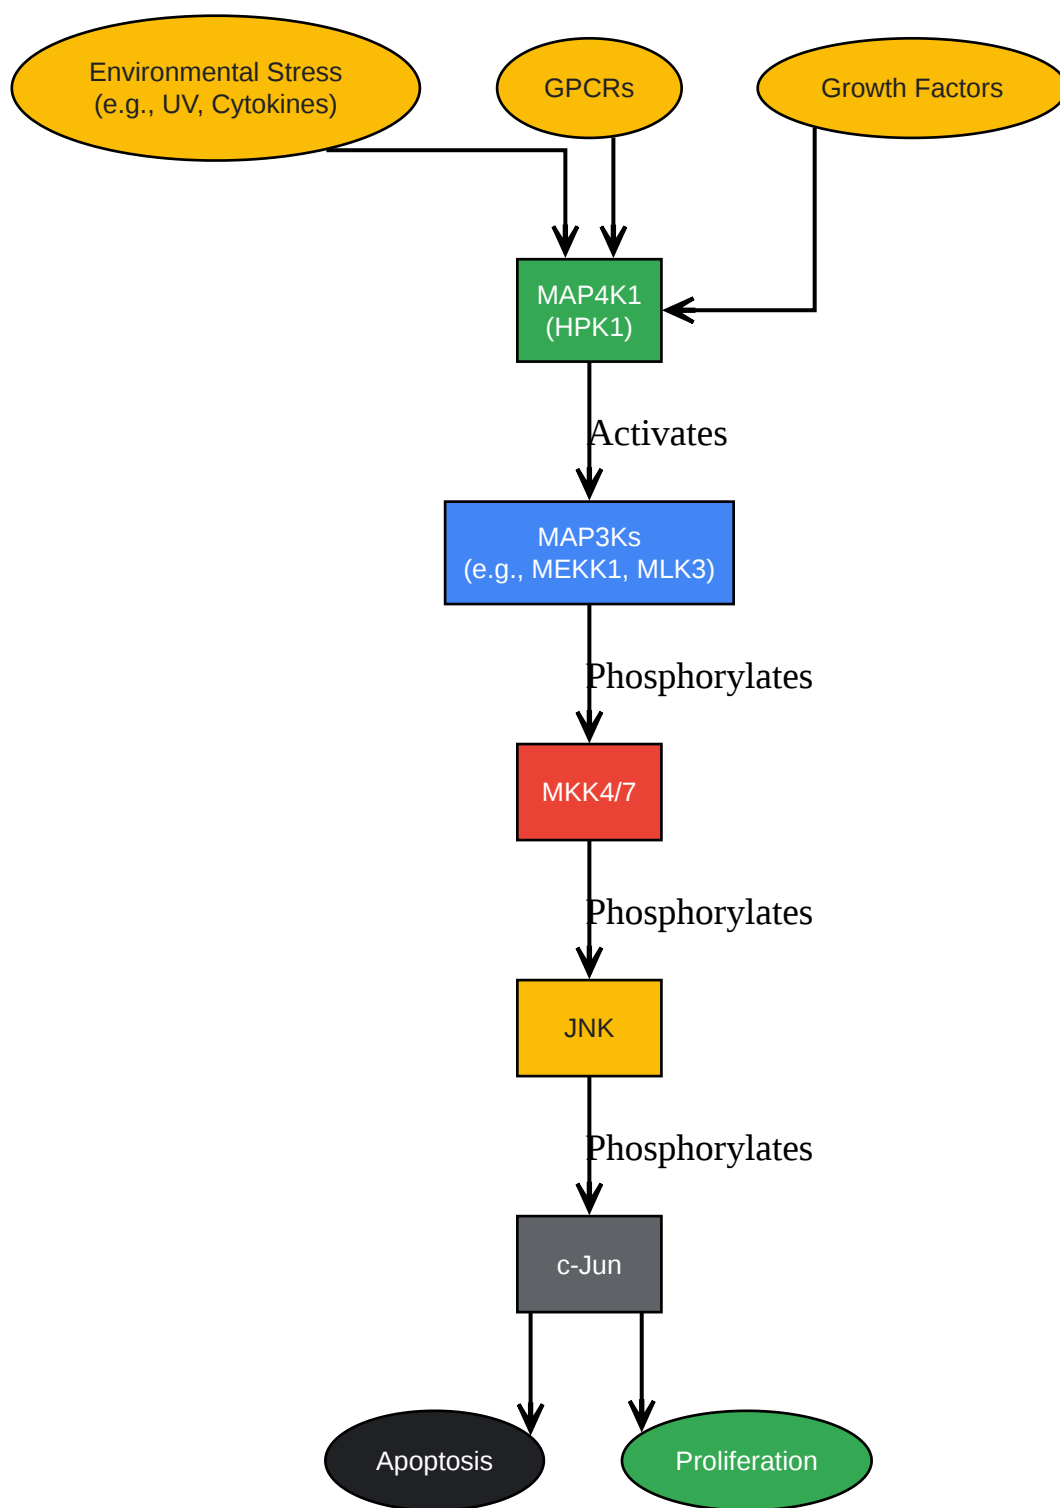 Environmental Stress
(e.g., UV, Cytokines)
GPCRs
Growth Factors
MAP4K1
(HPK1)
Activates
MAP3Ks
(e.g., MEKK1, MLK3)
Phosphorylates
MKK4/7
Phosphorylates
JNK
Phosphorylates
c-Jun
Apoptosis
Proliferation